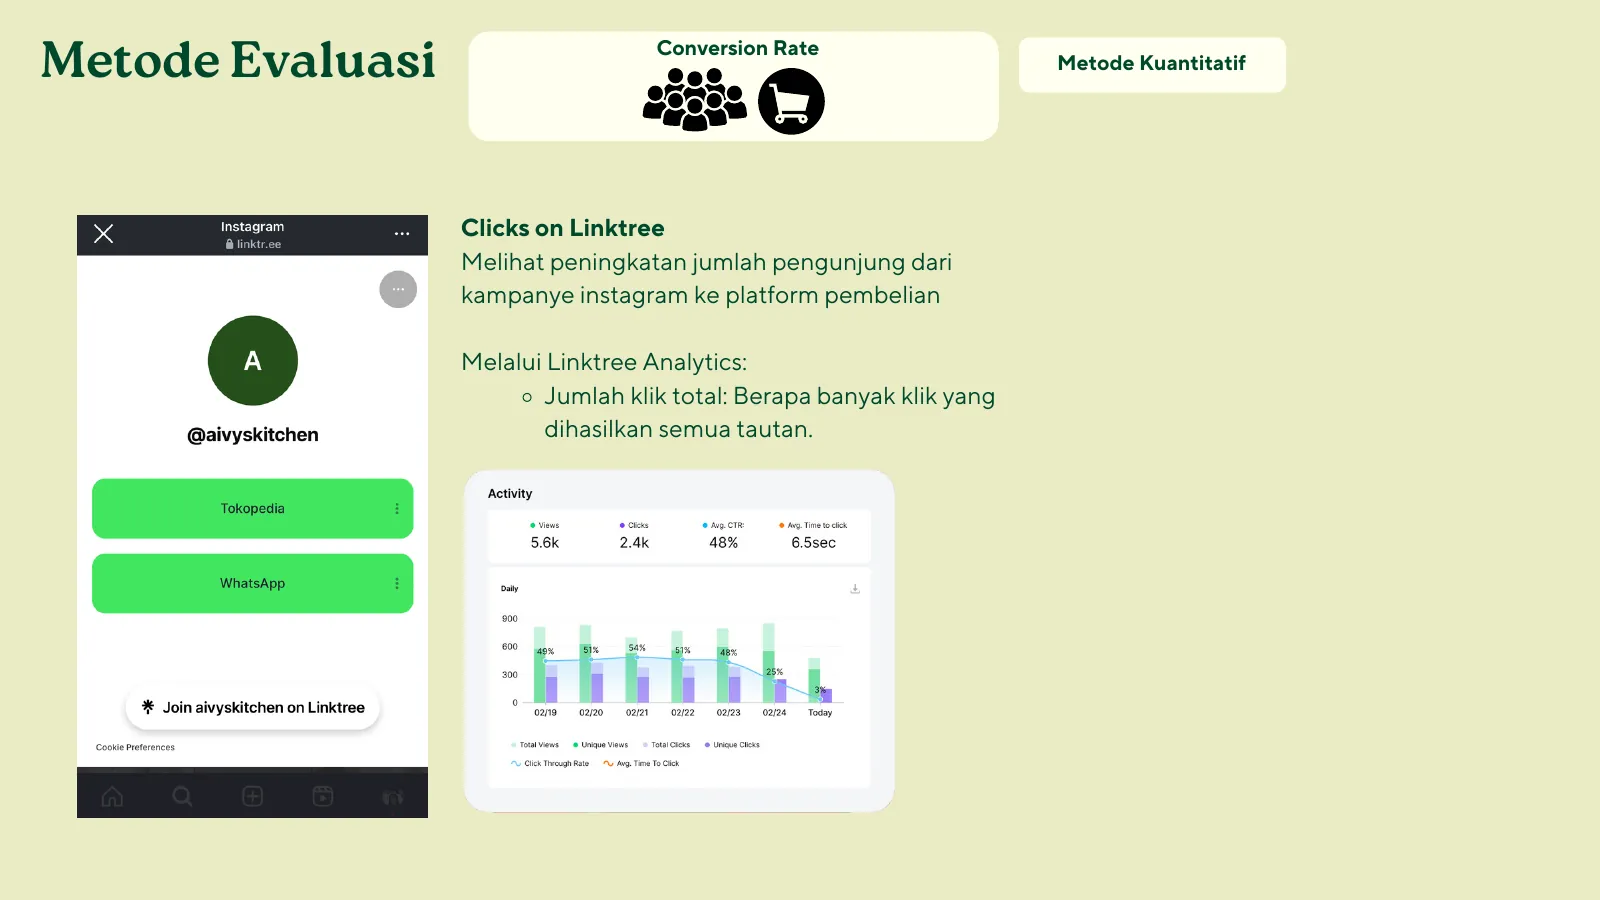 Metode Evaluasi
Conversion Rate
Metode Kuantitatif
Instagram
linktr.ee
A
@aivyskitchen
Tokopedia
WhatsApp
Join aivyskitchen on Linktree
Cookie Preferences
Clicks on Linktree
Melihat peningkatan jumlah pengunjung dari
kampanye instagram ke platform pembelian
Melalui Linktree Analytics:
Jumlah klik total: Berapa banyak klik yang
dihasilkan semua tautan.
Activity
Views Clicks Avg. CTR: Avg. Time to click
5.6k 2.4k 48% 6.5sec
Daily
900
600
300
0
49% 51% 54% 51% 48% 25% 3%
02/19 02/20 02/21 02/22 02/23 02/24 Today
Total Views Unique Views Total Clicks Unique Clicks
Click Through Rate Avg. Time To Click